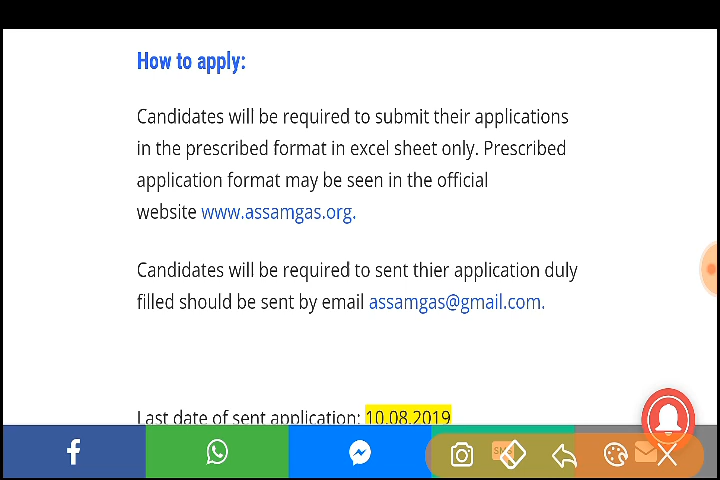 How to apply:
Candidates will be required to submit their applications
in the prescribed format in excel sheet only. Prescribed
application format may be seen in the official
website www.assamgas.org.
Candidates will be required to sent thier application duly
filled should be sent by email assamgas@gmail.com.
Last date of sent application: 10.08.2019
SMS